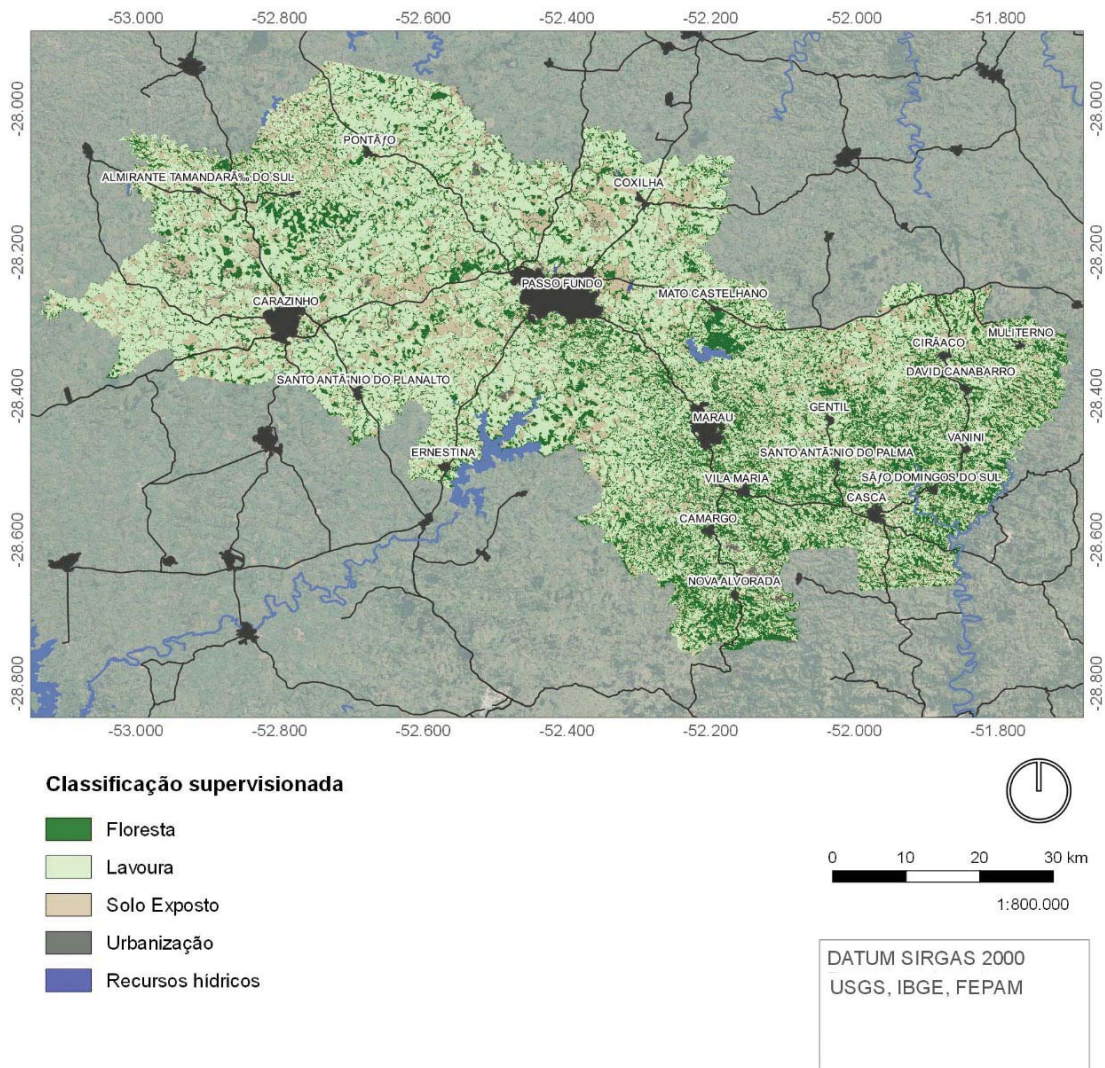 -53.000 -52.800 -52.600 -52.400 -52.200 -52.000 -51.800
-28.000 -28.000
PONTÃƒO
ALMIRANTE TAMANDARÃ‰ DO SUL
COXILHA
-28.200 -28.200
PASSO FUNDO
MATO CASTELHANO
CARAZINHO
MULITERNO
CIRÃACO
DAVID CANABARRO
SANTO ANTÃ´NIO DO PLANALTO
-28.400 -28.400
GENTIL
MARAU
VANINI
ERNESTINA
SANTO ANTÃ´NIO DO PALMA
VILA MARIA
SÃƒO DOMINGOS DO SUL
CASCA
CAMARGO
-28.600 -28.600
NOVA ALVORADA
-28.800 -28.800
-53.000 -52.800 -52.600 -52.400 -52.200 -52.000 -51.800
Classificação supervisionada
Floresta
Lavoura
Solo Exposto
Urbanização
Recursos hídricos
0 10 20 30 km
1:800.000
DATUM SIRGAS 2000
USGS, IBGE, FEPAM